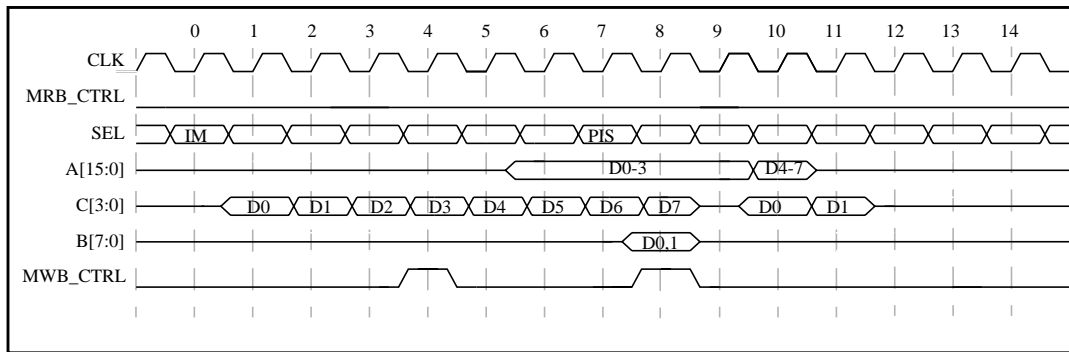 0 1 2 3 4 5 6 7 8 9 10 11 12 13 14
CLK
MRB_CTRL
SEL IM PIS
A[15:0] D0-3 D4-7
C[3:0] D0 D1 D2 D3 D4 D5 D6 D7 D0 D1
B[7:0] D0,1
MWB_CTRL